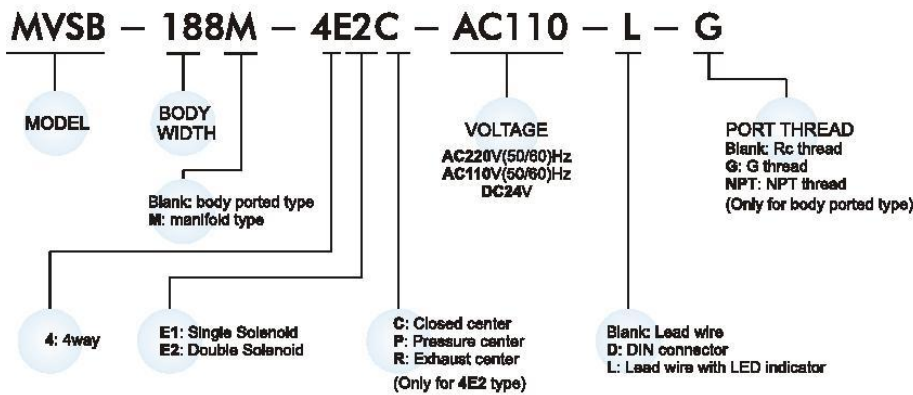 MVSB – 188M – 4E2C – AC110 – L – G
MODEL
BODY
WIDTH
Blank: body ported type
M: manifold type
VOLTAGE
AC220V(50/60)Hz
AC110V(50/60)Hz
DC24V
PORT THREAD
Blank: Rc thread
G: G thread
NPT: NPT thread
(Only for body ported type)
4: 4way
E1: Single Solenoid
E2: Double Solenoid
C: Closed center
P: Pressure center
R: Exhaust center
(Only for 4E2 type)
Blank: Lead wire
D: DIN connector
L: Lead wire with LED indicator